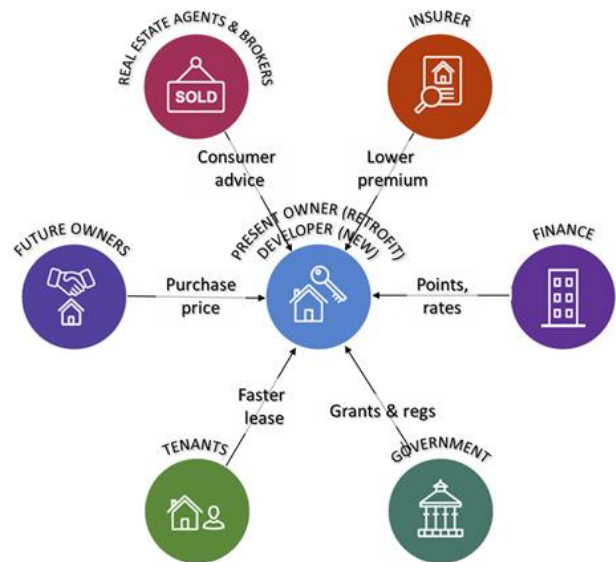 REAL ESTATE AGENTS & BROKERS
SOLD
INSURER
Consumer
advice
Lower
premium
PRESENT OWNER (RETROFIT)
DEVELOPER (NEW)
FUTURE OWNERS
FINANCE
Purchase
price
Points,
rates
Faster
lease
Grants & regs
TENANTS
GOVERNMENT